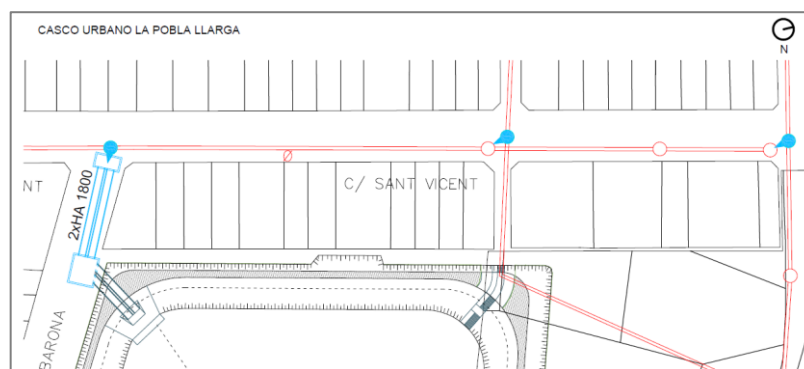 CASCO URBANO LA POBLA LLARGA
N
NT
C/ SANT VICENT
2xHA 1800
BARONA